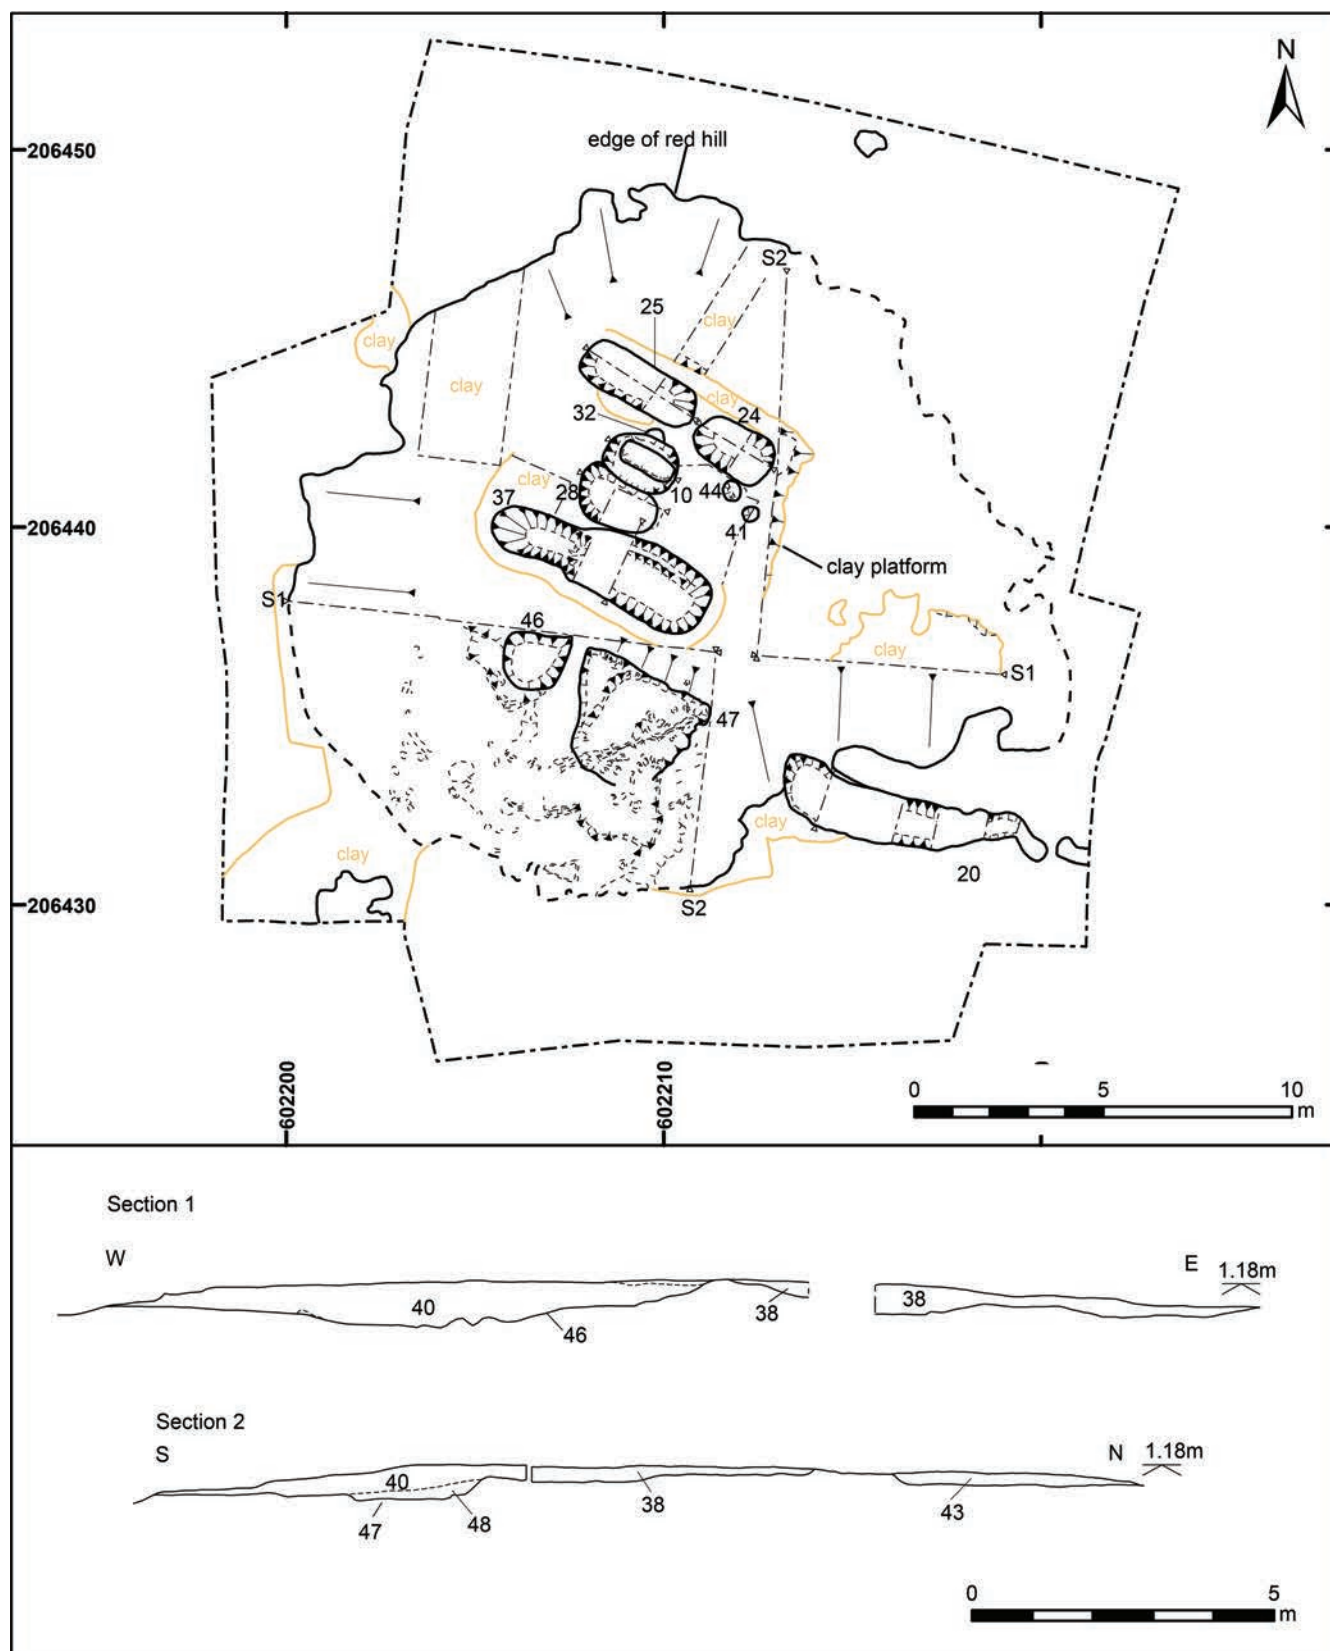 N
206450
edge of red hill
S2
25
clay
clay
clay
clay
24
32
clay
28
37
10
44
41
206440
clay platform
S1
46
clay
S1
47
clay
clay
20
206430
S2
602200
602210
0 5 10
m
Section 1
W
E
1.18m
40
38
38
46
Section 2
S
N
1.18m
40
38
43
47
48
0 5
m